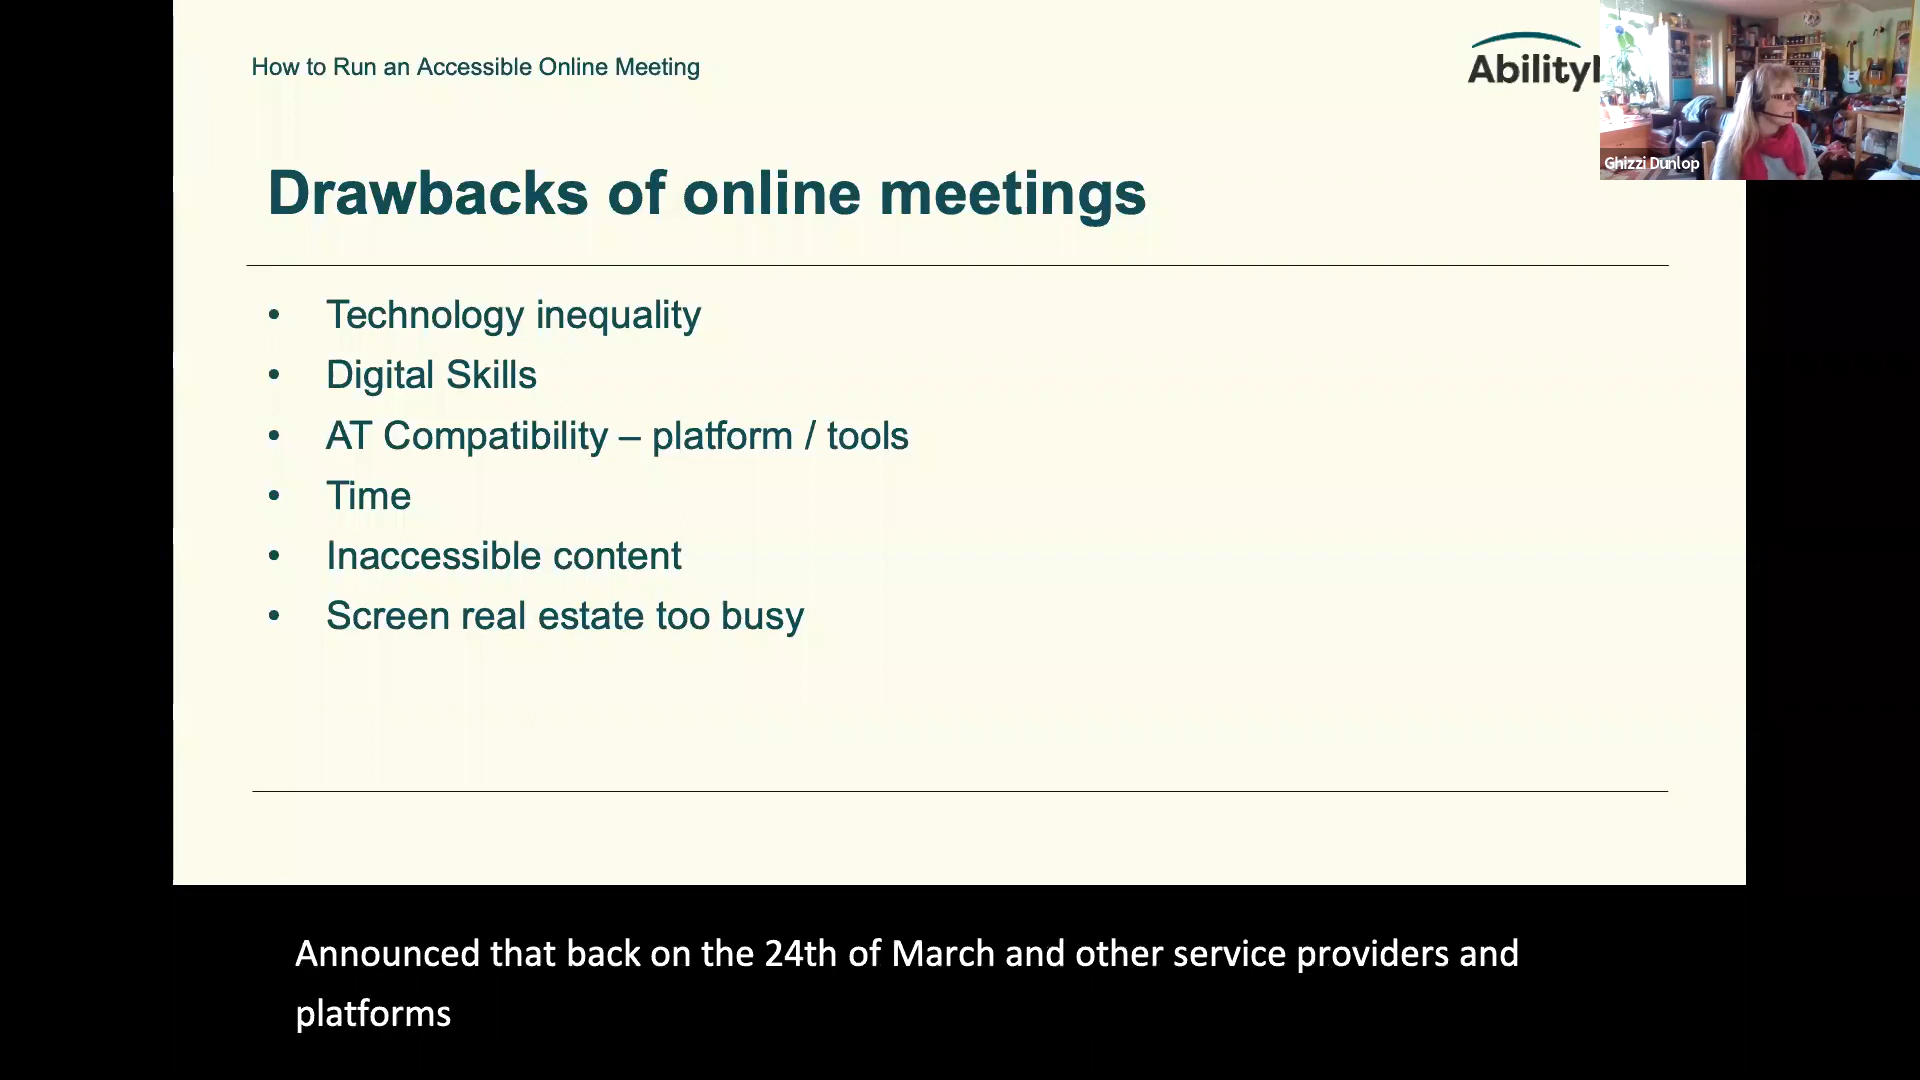 How to Run an Accessible Online Meeting
Ghizzi Dunlop
Drawbacks of online meetings
• Technology inequality
• Digital Skills
• AT Compatibility – platform / tools
• Time
• Inaccessible content
• Screen real estate too busy
Announced that back on the 24th of March and other service providers and
platforms